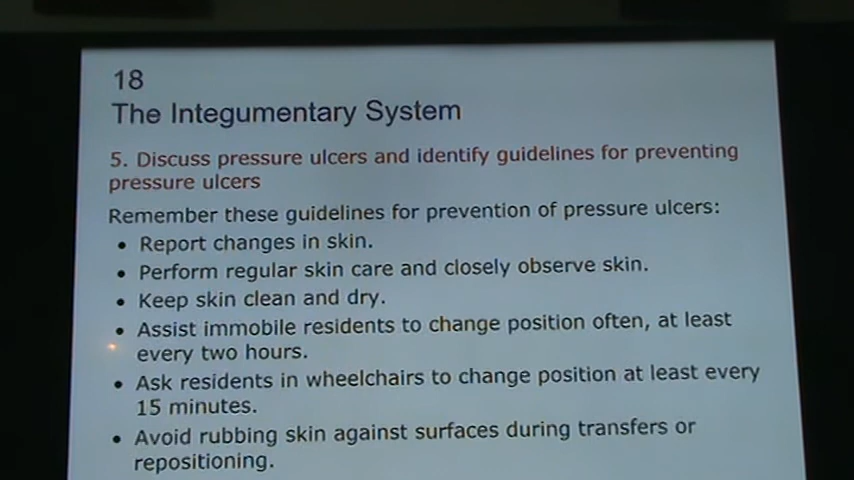 18
The Integumentary System
5. Discuss pressure ulcers and identify guidelines for preventing
pressure ulcers
Remember these guidelines for prevention of pressure ulcers:
• Report changes in skin.
• Perform regular skin care and closely observe skin.
• Keep skin clean and dry.
• Assist immobile residents to change position often, at least
every two hours.
• Ask residents in wheelchairs to change position at least every
15 minutes.
• Avoid rubbing skin against surfaces during transfers or
repositioning.